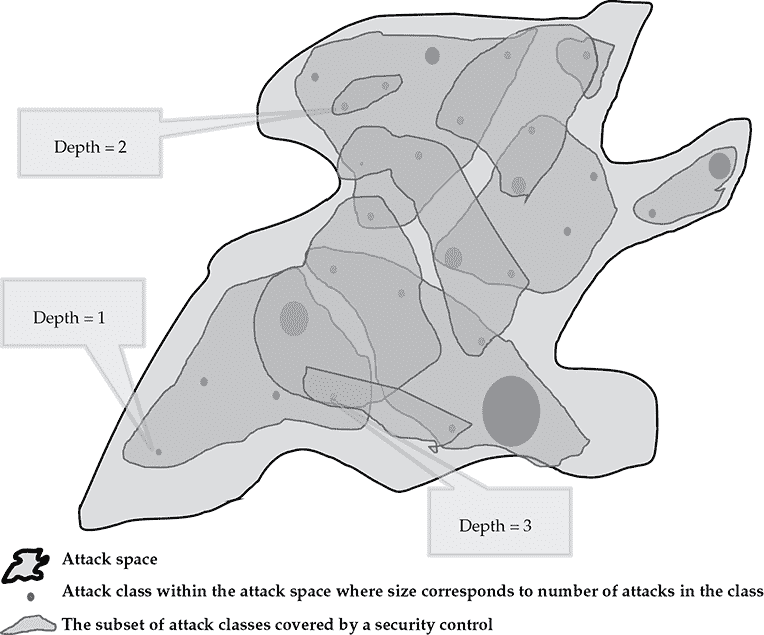 Depth = 2
Depth = 1
Depth = 3
Attack space
Attack class within the attack space where size corresponds to number of attacks in the class
The subset of attack classes covered by a security control